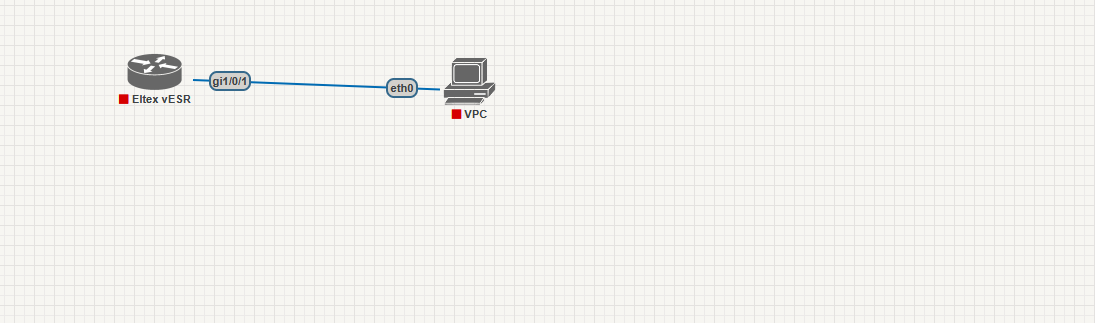 gi1/0/1
eth0
Eltex vESR
VPC